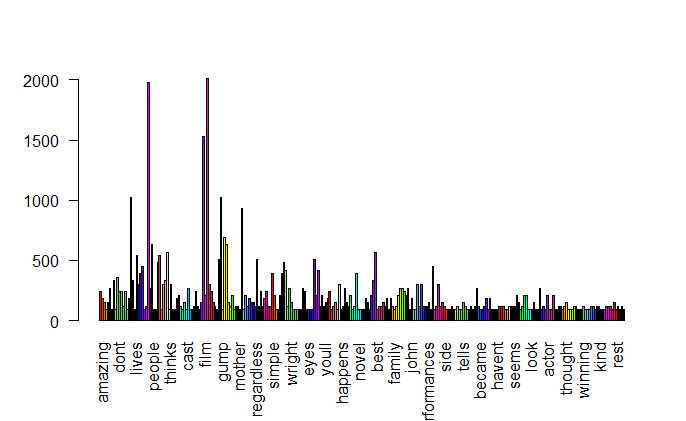 2000
1500
1000
500
0
amazing
dont
lives
people
thinks
cast
film
gump
mother
regardless
simple
wright
eyes
youll
happens
novel
best
family
john
rformances
side
tells
became
havent
seems
look
actor
thought
winning
kind
rest